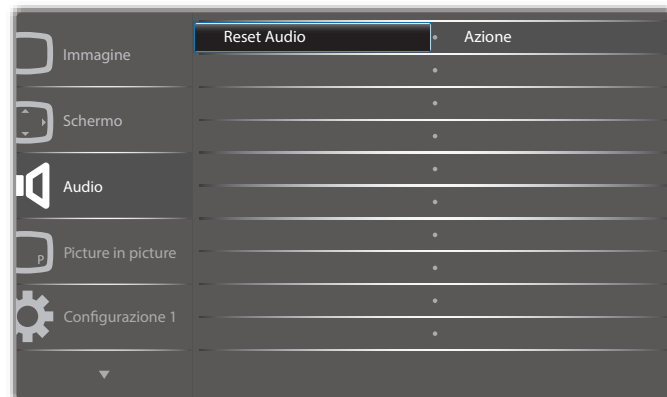 Immagine
Schermo
Audio
P
Picture in picture
Configurazione 1
Reset Audio
Azione